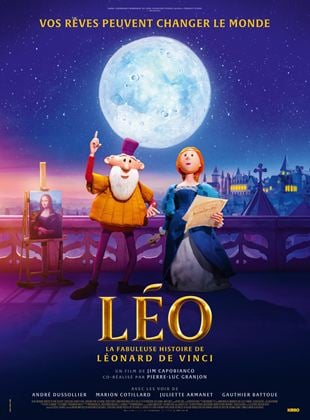 VOS RÊVES PEUVENT CHANGER LE MONDE
LÉO
LA FABULEUSE HISTOIRE DE
LÉONARD DE VINCI
UN FILM DE JIM CAPOBIANCO
CO-RÉALISÉ PAR PIERRE-LUC GRANJON
AVEC LES VOIX DE
ANDRÉ DUSSOLLIER MARION COTILLARD JULIETTE ARMANET GAUTHIER BATTOUE